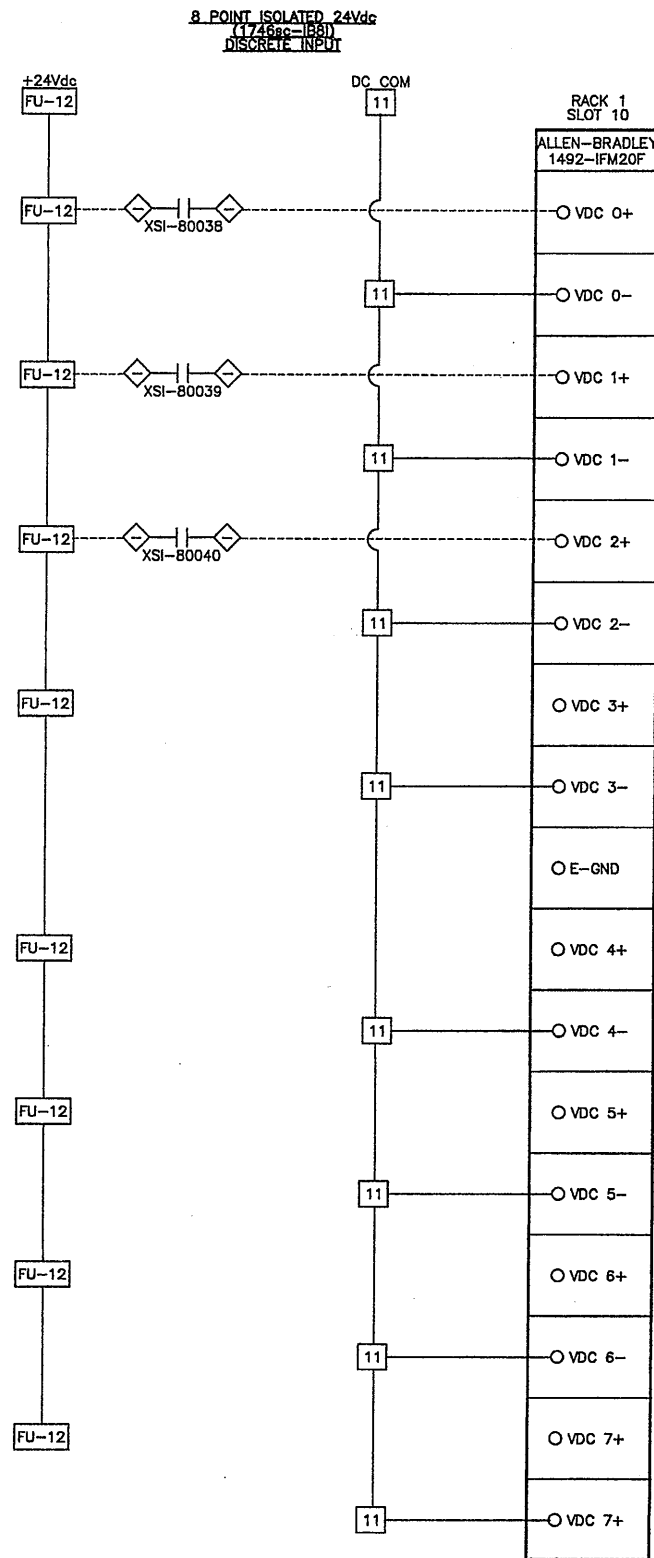 8 POINT ISOLATED 24Vdc
(1746sc-IB8I)
DISCRETE INPUT
+24Vdc
FU-12
DC COM
11
RACK 1
SLOT 10
ALLEN-BRADLEY
1492-IFM20F
FU-12
XSI-80038
VDC 0+
11
VDC 0-
FU-12
XSI-80039
VDC 1+
11
VDC 1-
FU-12
XSI-80040
VDC 2+
11
VDC 2-
FU-12
VDC 3+
11
VDC 3-
E-GND
FU-12
VDC 4+
11
VDC 4-
FU-12
VDC 5+
11
VDC 5-
FU-12
VDC 6+
11
VDC 6-
FU-12
VDC 7+
11
VDC 7+